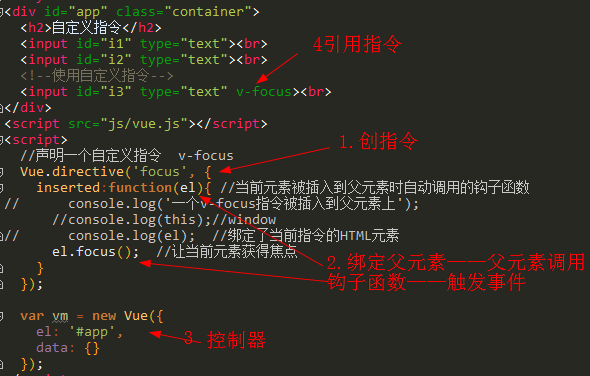 <div id="app" class="container">
<h2>自定义指令</h2>
<input id="i1" type="text"><br>
<input id="i2" type="text"><br>
4引用指令
<!--使用自定义指令-->
<input id="i3" type="text" v-focus><br>
</div>
<script src="js/vue.js"></script>
<script>
1.创指令
//声明一个自定义指令  v-focus
Vue.directive('focus', {
inserted:function(el){ //当前元素被插入到父元素时自动调用的钩子函数
//      console.log('一个v-focus指令被插入到父元素上');
//console.log(this);//window
//      console.log(el);  //绑定了当前指令的HTML元素
el.focus();  //让当前元素获得焦点
2.绑定父元素——父元素调用
钩子函数——触发事件
}
});
var vm = new Vue({
el: '#app',
3 控制器
data: {}
});